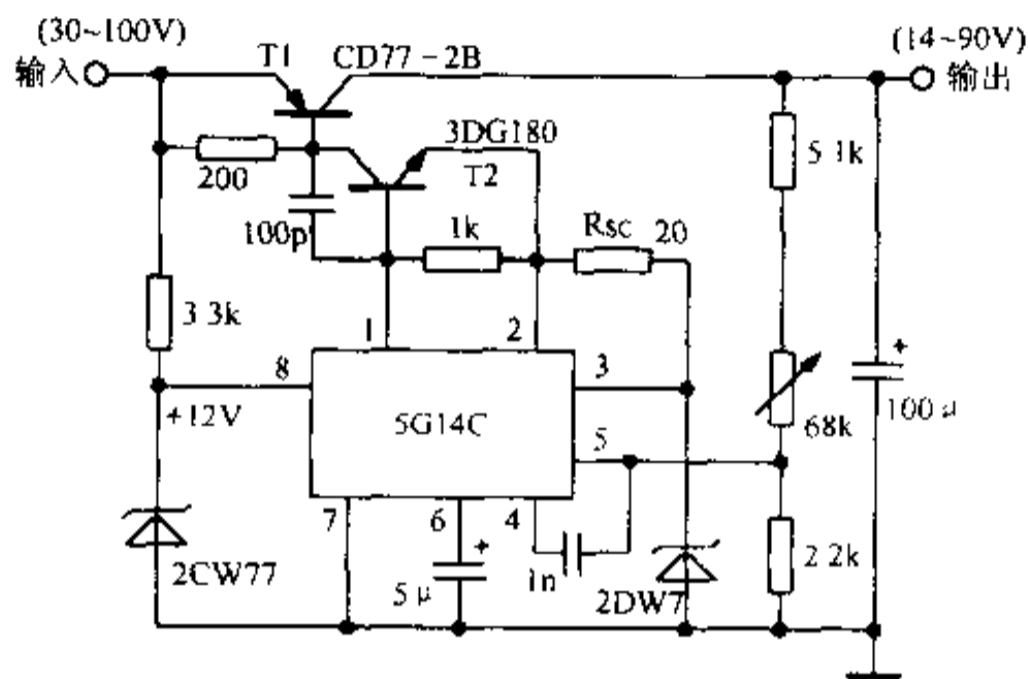 (30~100V)
(14~90V)
输入
T1
CD77-2B
输出
3DG180
T2
200
5 1k
100p
1k
Rsc
20
3 3k
1
2
8
3
+12V
5G14C
5
68k
+
100μ
7
6
4
+
2CW77
5μ
1n
2DW7
2 2k